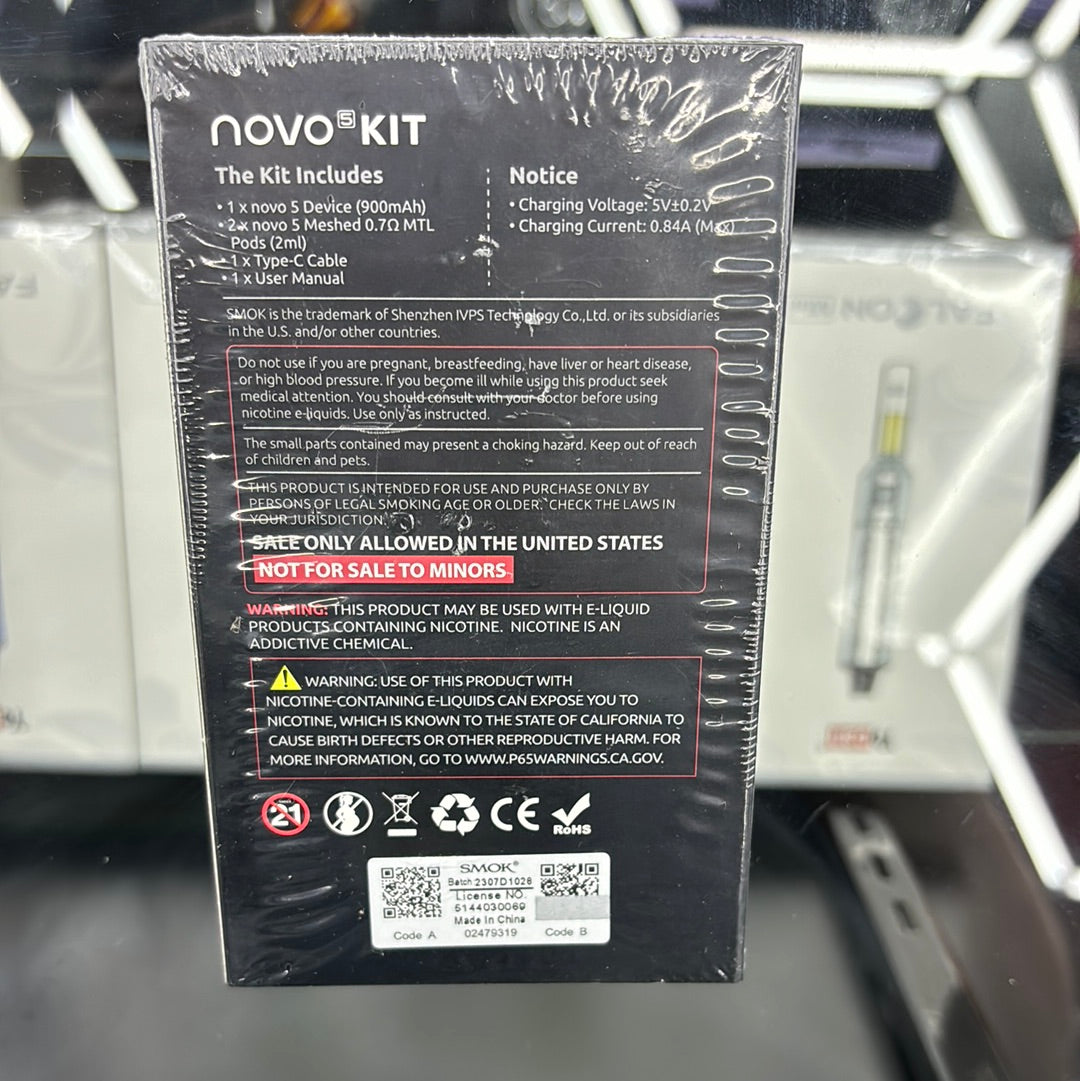 novo 5 KIT
The Kit Includes
• 1 x novo 5 Device (900mAh)
• 2 x novo 5 Meshed 0.7Ω MTL
Pods (2ml)
• 1 x Type-C Cable
• 1 x User Manual
Notice
• Charging Voltage: 5V±0.2V
• Charging Current: 0.84A (Max)
SMOK is the trademark of Shenzhen IVPS Technology Co.,Ltd. or its subsidiaries
in the U.S. and/or other countries.
Do not use if you are pregnant, breastfeeding, have liver or heart disease,
or high blood pressure. If you become ill while using this product seek
medical attention. You should consult with your doctor before using
nicotine e-liquids. Use only as instructed.
The small parts contained may present a choking hazard. Keep out of reach
of children and pets.
THIS PRODUCT IS INTENDED FOR USE AND PURCHASE ONLY BY
PERSONS OF LEGAL SMOKING AGE OR OLDER. CHECK THE LAWS IN
YOUR JURISDICTION.
SALE ONLY ALLOWED IN THE UNITED STATES
NOT FOR SALE TO MINORS
WARNING: THIS PRODUCT MAY BE USED WITH E-LIQUID
PRODUCTS CONTAINING NICOTINE. NICOTINE IS AN
ADDICTIVE CHEMICAL.
WARNING: USE OF THIS PRODUCT WITH
NICOTINE-CONTAINING E-LIQUIDS CAN EXPOSE YOU TO
NICOTINE, WHICH IS KNOWN TO THE STATE OF CALIFORNIA TO
CAUSE BIRTH DEFECTS OR OTHER REPRODUCTIVE HARM. FOR
MORE INFORMATION, GO TO WWW.P65WARNINGS.CA.GOV.
21
CE
RoHS
SMOK®
Batch:2307D1026
License NO.
5144030069
Made In China
Code A 02479319 Code B
FALCON